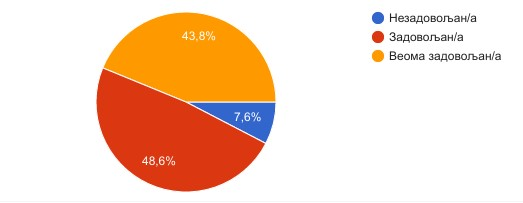 Незадовољан/а
Задовољан/а
Веома задовољан/а
43,8%
7,6%
48,6%